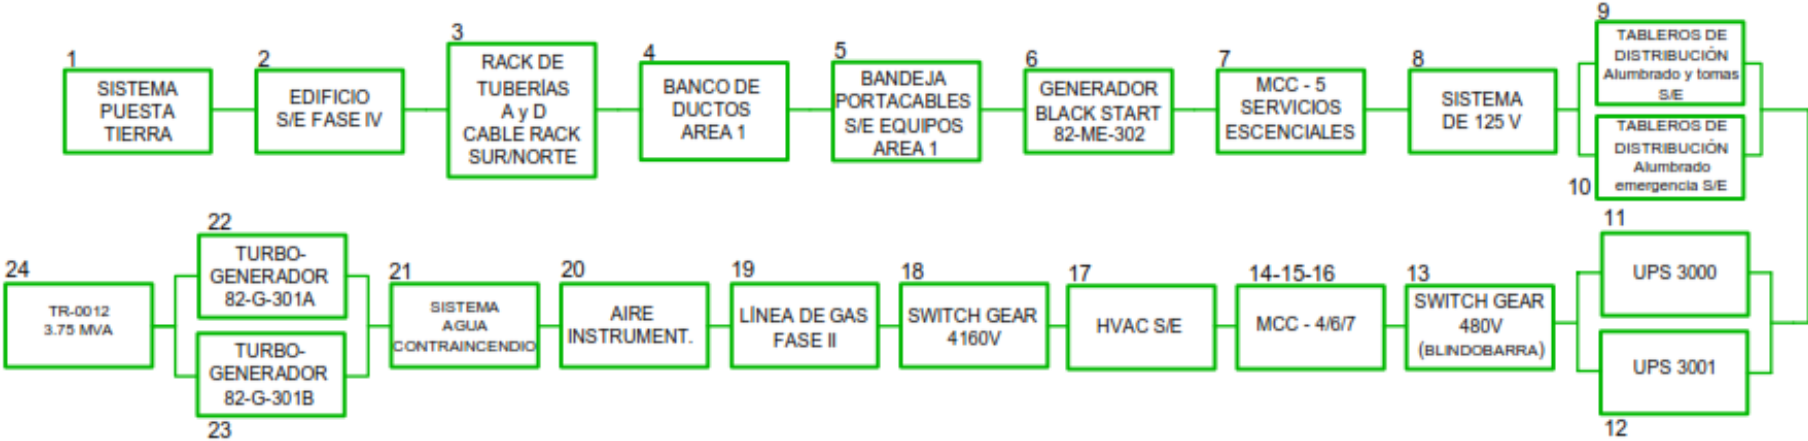 1
SISTEMA
PUESTA
TIERRA
2
EDIFICIO
S/E FASE IV
3
RACK DE
TUBERÍAS
A y D
CABLE RACK
SUR/NORTE
4
BANCO DE
DUCTOS
AREA 1
5
BANDEJA
PORTACABLES
S/E EQUIPOS
AREA 1
6
GENERADOR
BLACK START
82-ME-302
7
MCC - 5
SERVICIOS
ESCENCIALES
8
SISTEMA
DE 125 V
9
TABLEROS DE
DISTRIBUCIÓN
Alumbrado y tomas
S/E
10
TABLEROS DE
DISTRIBUCIÓN
Alumbrado
emergencia S/E
11
UPS 3000
12
UPS 3001
13
SWITCH GEAR
480V
(BLINDOBARRA)
14-15-16
MCC - 4/6/7
17
HVAC S/E
18
SWITCH GEAR
4160V
19
LÍNEA DE GAS
FASE II
20
AIRE
INSTRUMENT.
21
SISTEMA
AGUA
CONTRAINCENDIO
22
TURBO-
GENERADOR
82-G-301A
23
TURBO-
GENERADOR
82-G-301B
24
TR-0012
3.75 MVA